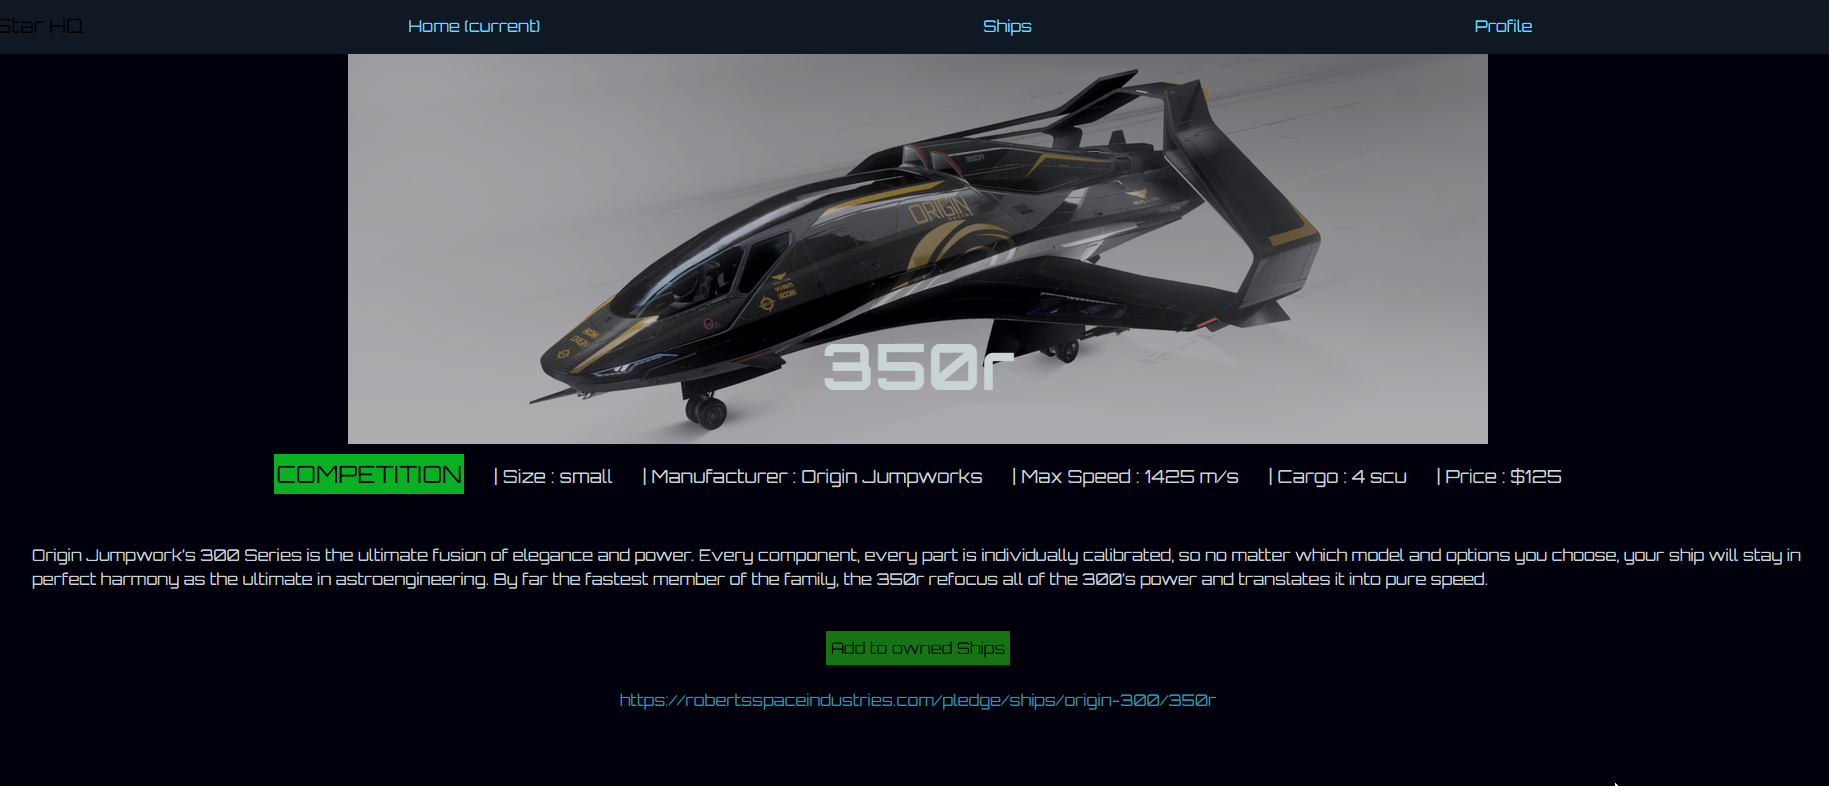 Star HQ
Home (current)
Ships
Profile
350r
ORIGIN
350r
COMPETITION | Size : small | Manufacturer : Origin Jumpworks | Max Speed : 1425 m/s | Cargo : 4 scu | Price : $125
Origin Jumpwork's 300 Series is the ultimate fusion of elegance and power. Every component, every part is individually calibrated, so no matter which model and options you choose, your ship will stay in
perfect harmony as the ultimate in astroengineering. By far the fastest member of the family, the 350r refocus all of the 300's power and translates it into pure speed.
Add to owned Ships
https://robertsspaceindustries.com/pledge/ships/origin-300/350r